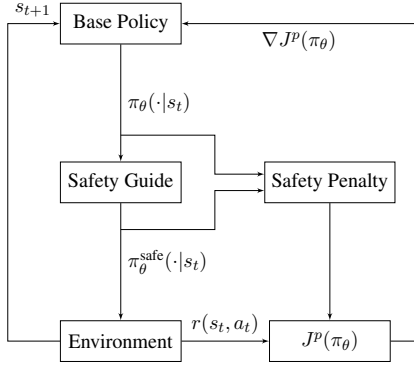 s_{t+1}
Base Policy
∇J^p(π_θ)
π_θ(·|s_t)
Safety Guide
Safety Penalty
π_θ^{safe}(·|s_t)
Environment
r(s_t, a_t)
J^p(π_θ)